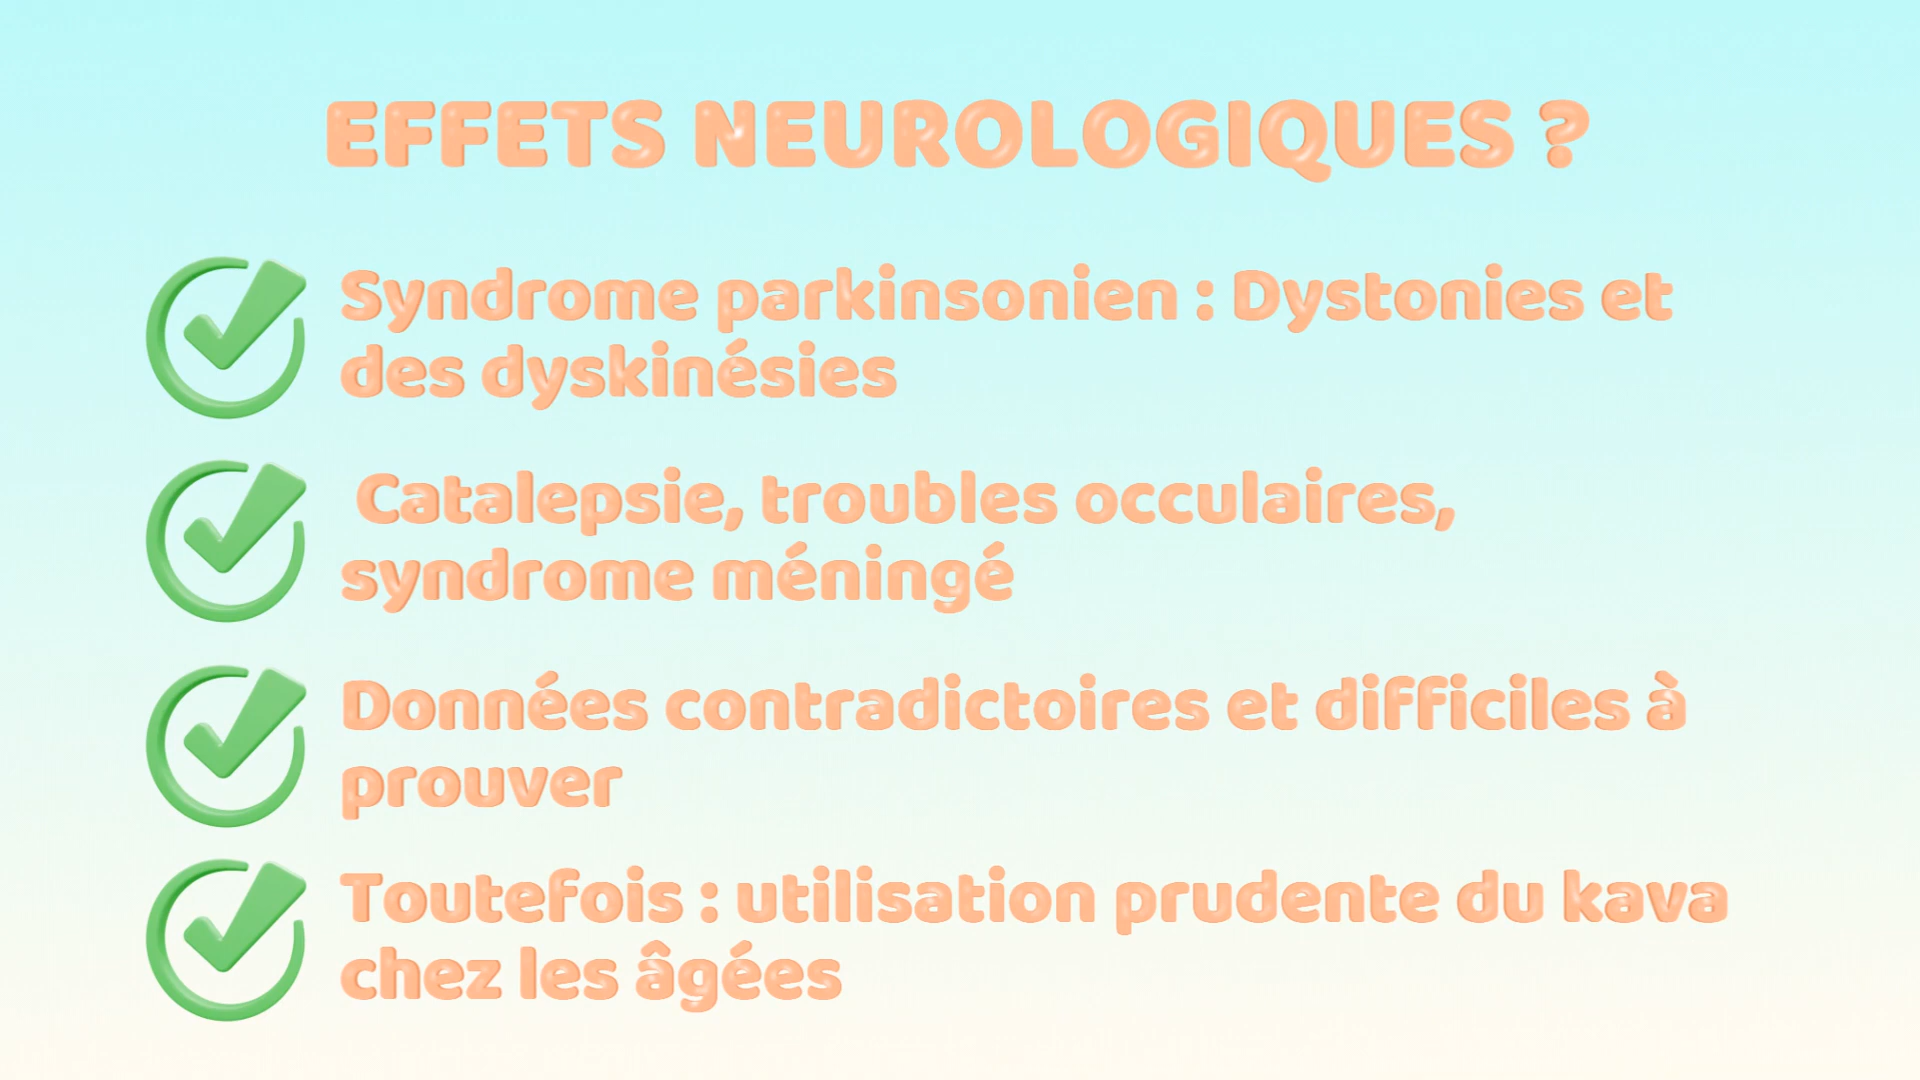 EFFETS NEUROLOGIQUES ?
Syndrome parkinsonien : Dystonies et
des dyskinésies
Catalepsie, troubles occulaires,
syndrome méningé
Données contradictoires et difficiles à
prouver
Toutefois : utilisation prudente du kava
chez les âgées